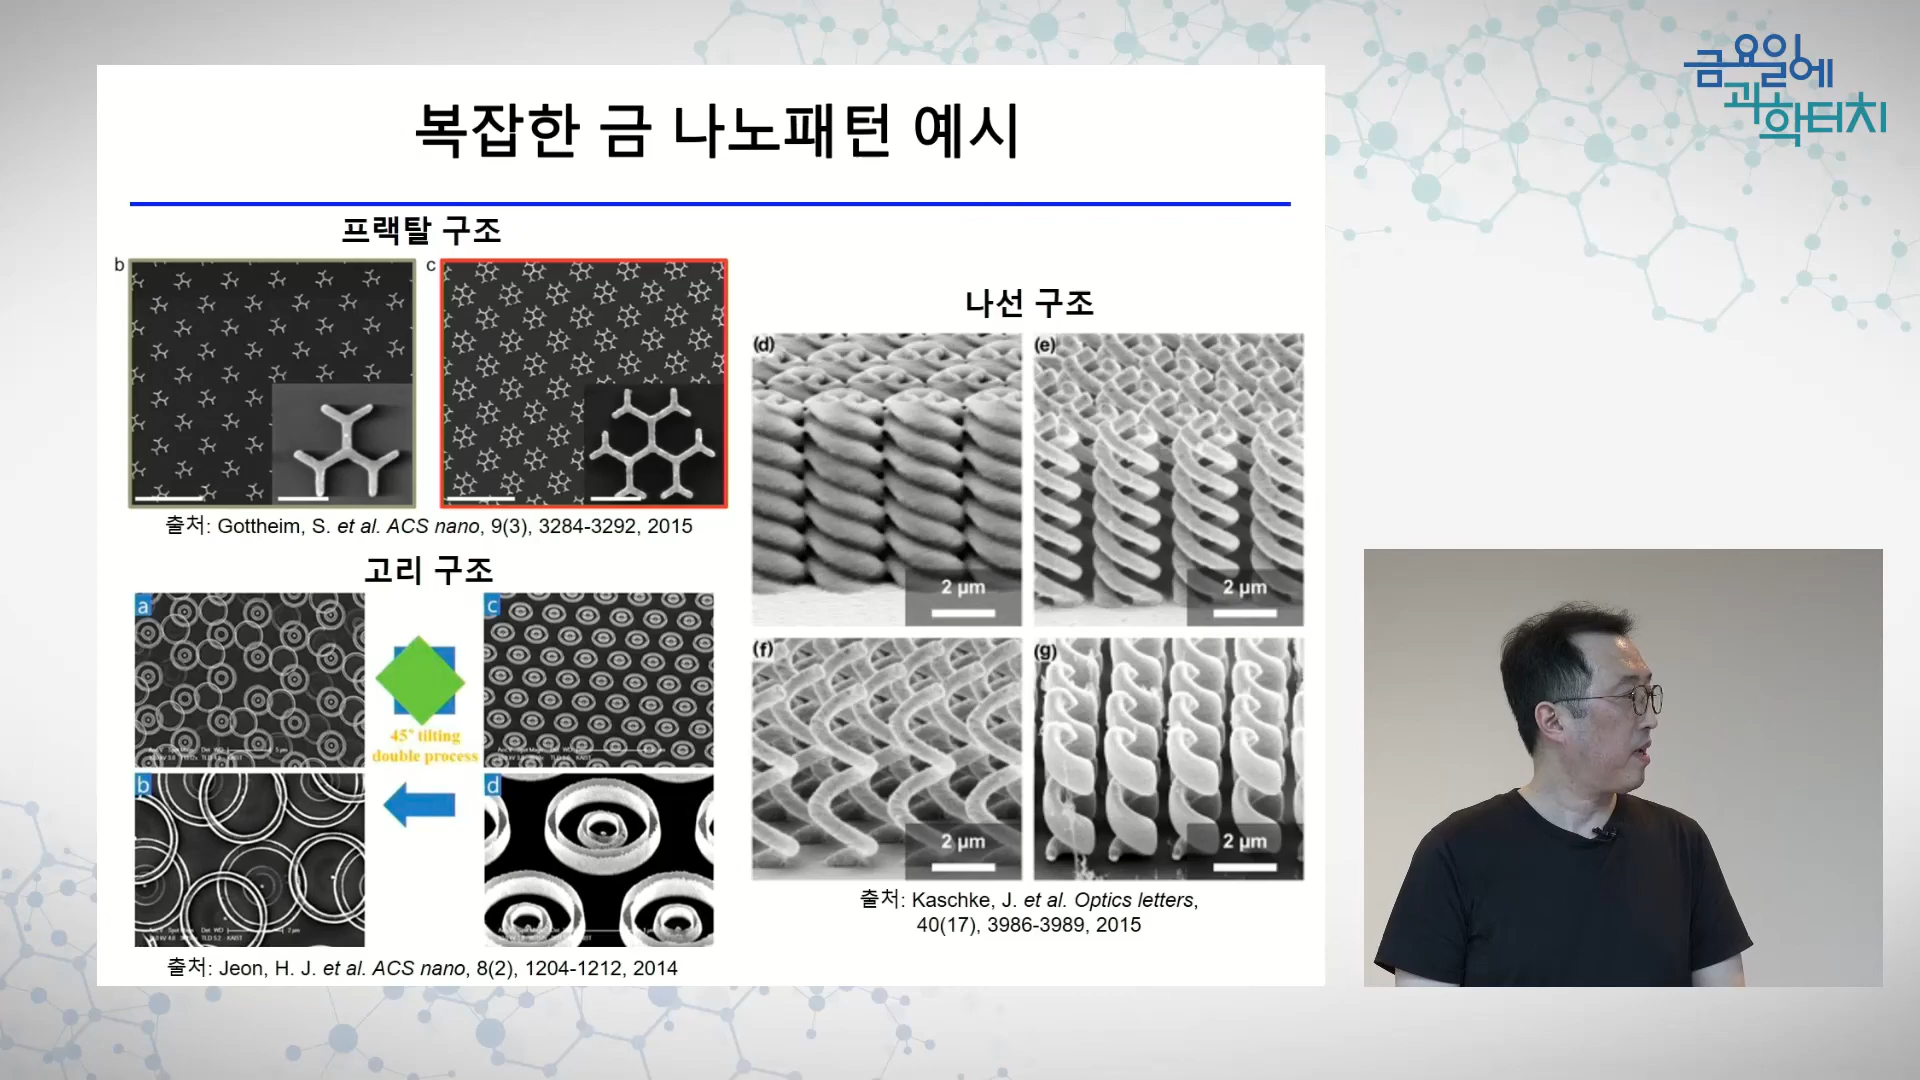 금요일에
과학터치
복잡한 금 나노패턴 예시
프랙탈 구조
b
c
출처: Gottheim, S. et al. ACS nano, 9(3), 3284-3292, 2015
고리 구조
a
c
45° tilting
double process
b
d
출처: Jeon, H. J. et al. ACS nano, 8(2), 1204-1212, 2014
나선 구조
(d)
2 µm
(e)
2 µm
(f)
2 µm
(g)
2 µm
출처: Kaschke, J. et al. Optics letters,
40(17), 3986-3989, 2015